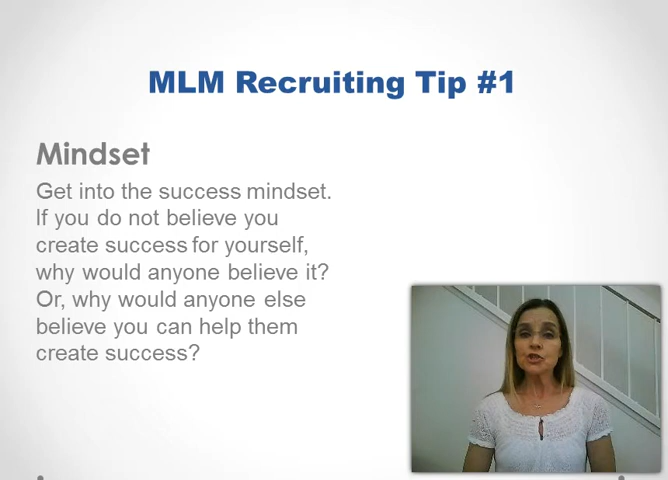 MLM Recruiting Tip #1
Mindset
Get into the success mindset.
If you do not believe you
create success for yourself,
why would anyone believe it?
Or, why would anyone else
believe you can help them
create success?